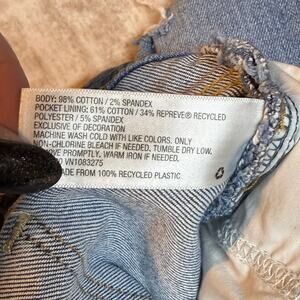 BODY: 98% COTTON / 2% SPANDEX
POCKET LINING: 61% COTTON / 34% REPREVE® RECYCLED
POLYESTER / 5% SPANDEX
EXCLUSIVE OF DECORATION
MACHINE WASH COLD WITH LIKE COLORS. ONLY
NON-CHLORINE BLEACH IF NEEDED. TUMBLE DRY LOW.
PROMPTLY, WARM IRON IF NEEDED.
VV1083275
MADE FROM 100% RECYCLED PLASTIC.